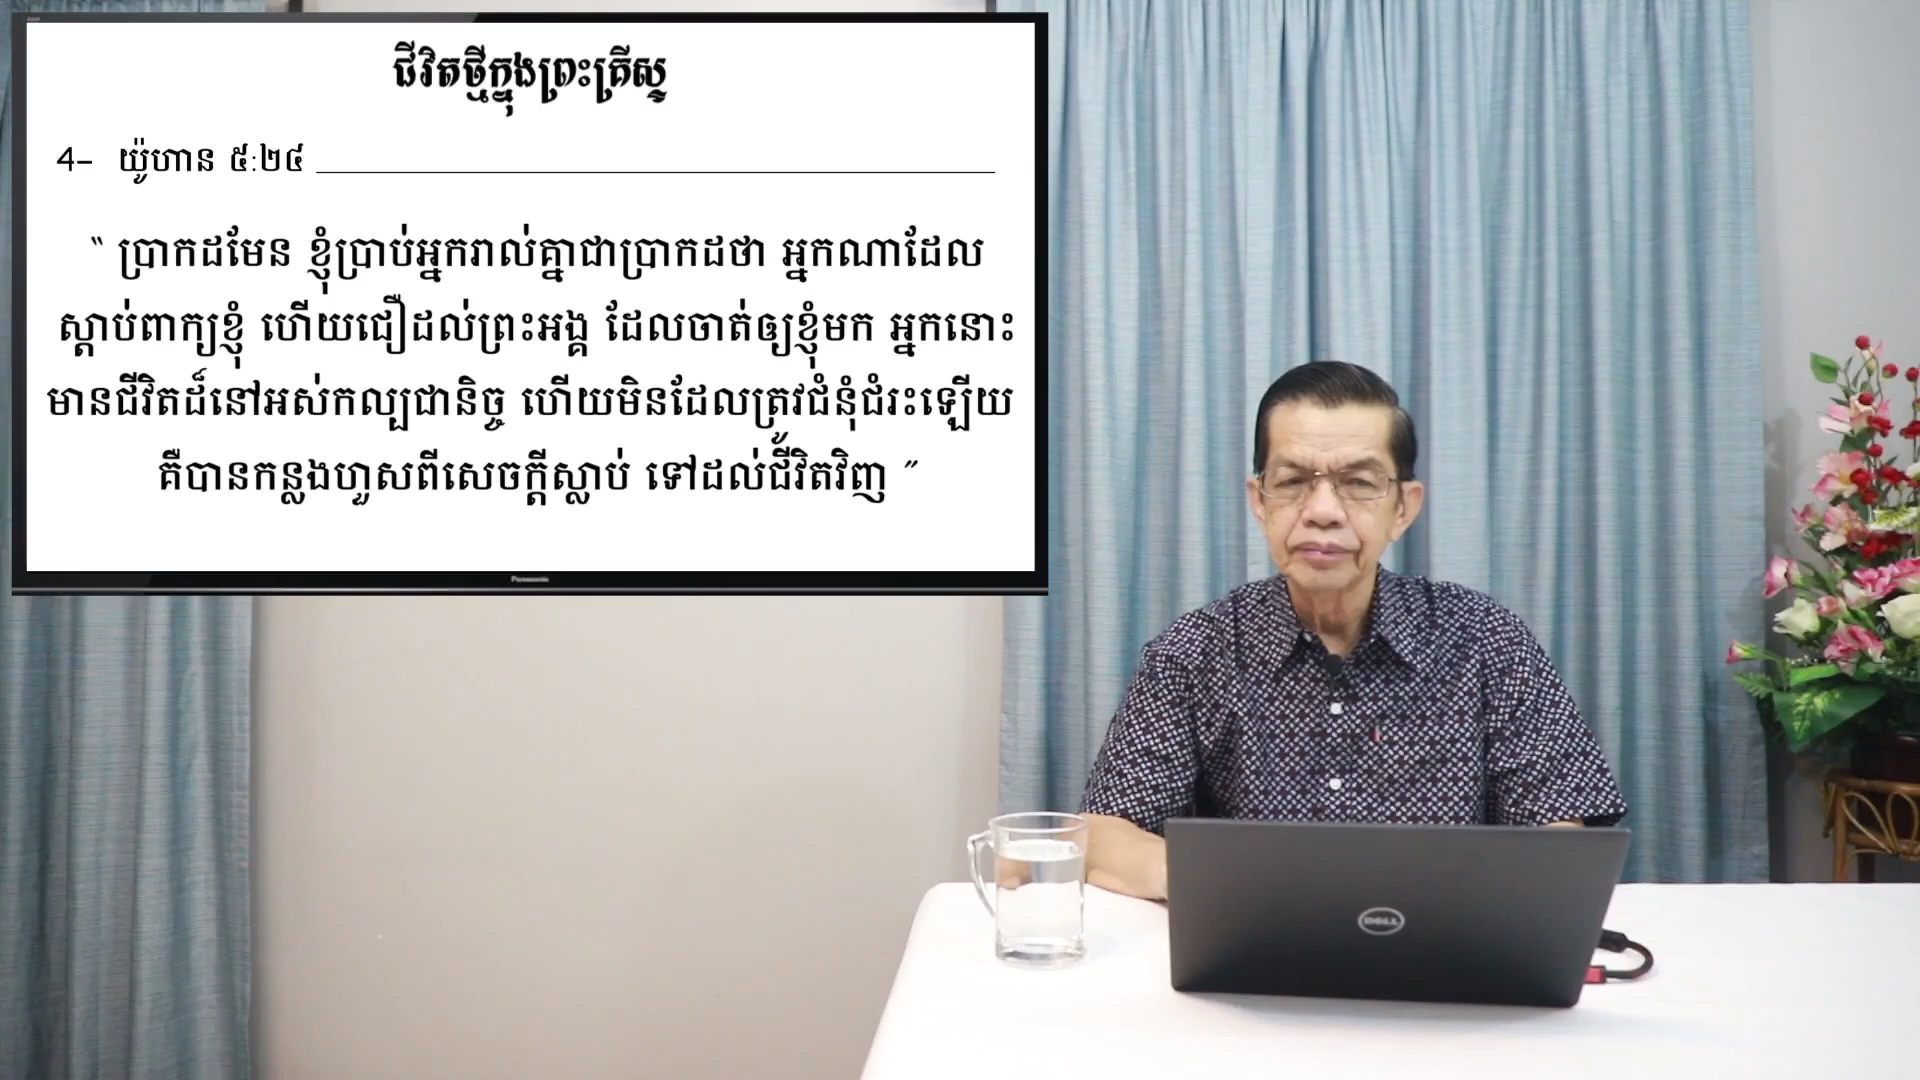 ជីវិតថ្មីក្នុងព្រះគ្រីស្ទ
4– យ៉ូហាន ៥:២៤
“ ប្រាកដមែន ខ្ញុំប្រាប់អ្នករាល់គ្នាជាប្រាកដថា អ្នកណាដែល
ស្តាប់ពាក្យខ្ញុំ ហើយជឿដល់ព្រះអង្គ ដែលចាត់ឲ្យខ្ញុំមក អ្នកនោះ
មានជីវិតដ៏នៅអស់កល្បជានិច្ច ហើយមិនដែលត្រូវជំនុំជំរះឡើយ
គឺបានកន្លងហួសពីសេចក្តីស្លាប់ ទៅដល់ជីវិតវិញ ”
Panasonic
DELL